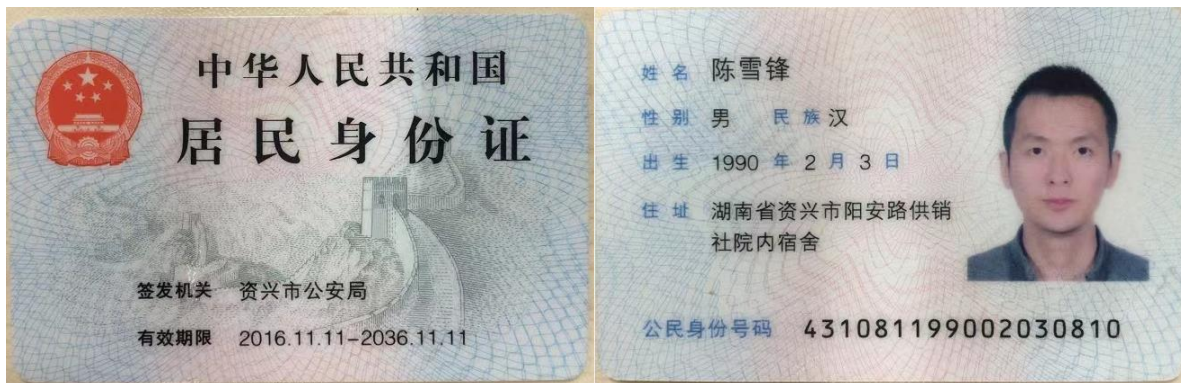 中华人民共和国
居民身份证
签发机关 资兴市公安局
有效期限 2016.11.11-2036.11.11
姓名 陈雪锋
性别 男 民族 汉
出生 1990 年 2 月 3 日
住址 湖南省资兴市阳安路供销
社院内宿舍
公民身份号码 431081199002030810